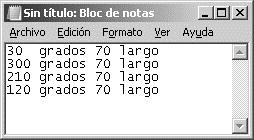 Sin título: Bloc de notas
Archivo Edición Formato Ver Ayuda
30 grados 70 largo
300 grados 70 largo
210 grados 70 largo
120 grados 70 largo